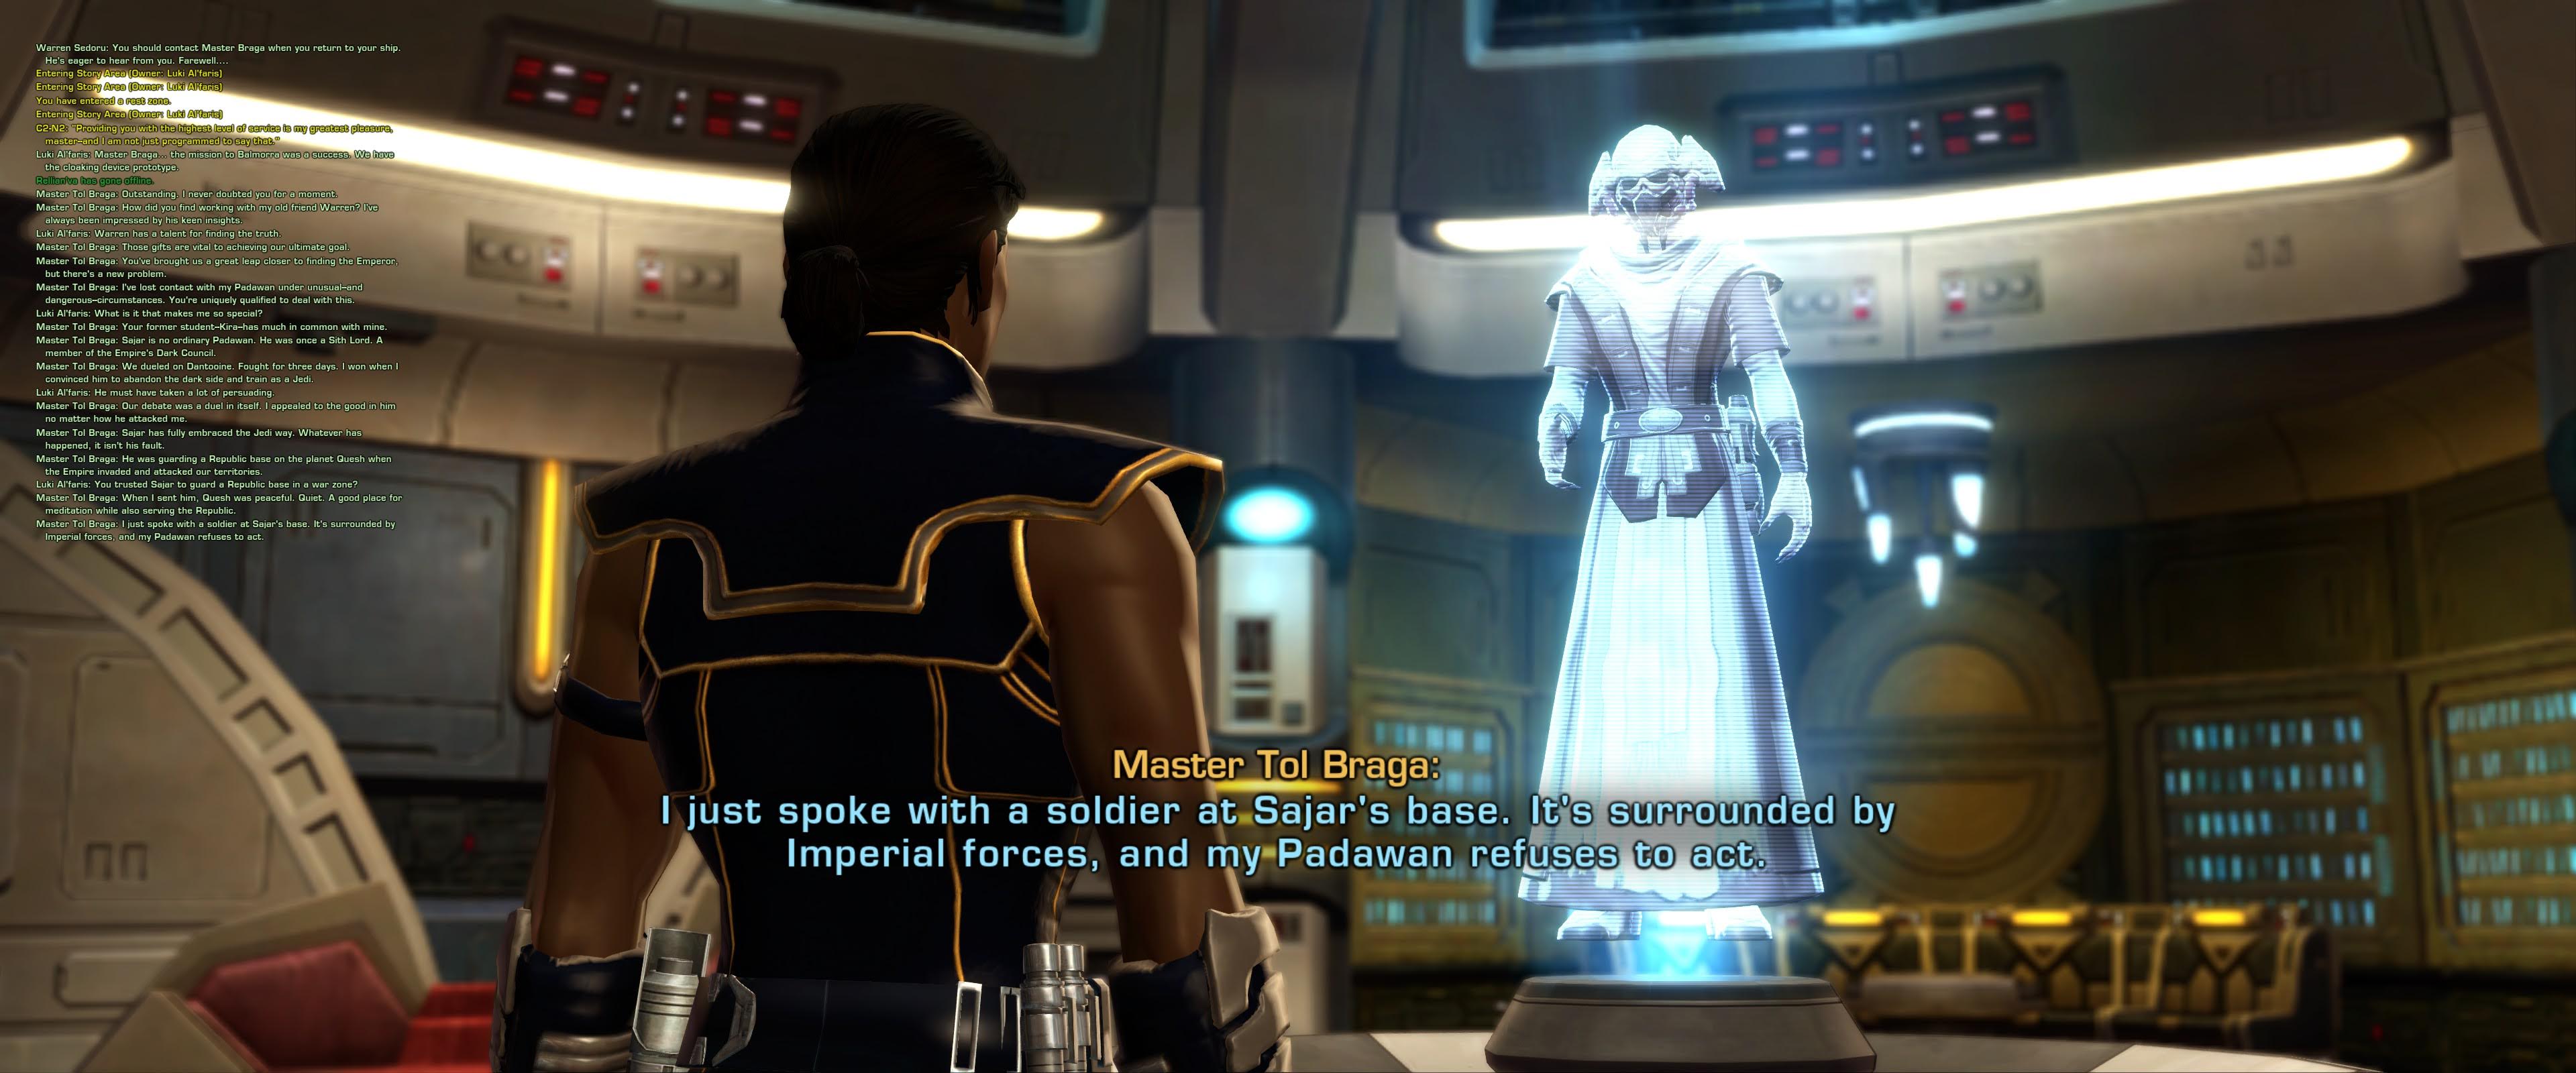 Warren Sedoru: You should contact Master Braga when you return to your ship.
He's eager to hear from you. Farewell....
Entering Story Area (Owner: Luki Al'faris)
Entering Story Area (Owner: Luki Al'faris)
You have entered a rest zone.
Entering Story Area (Owner: Luki Al'faris)
C2-N2: "Providing you with the highest level of service is my greatest pleasure,
master–and I am not just programmed to say that."
Luki Al'faris: Master Braga... the mission to Balmorra was a success. We have
the cloaking device prototype.
Rellian'va has gone offline.
Master Tol Braga: Outstanding. I never doubted you for a moment.
Master Tol Braga: How did you find working with my old friend Warren? I've
always been impressed by his keen insights.
Luki Al'faris: Warren has a talent for finding the truth.
Master Tol Braga: Those gifts are vital to achieving our ultimate goal.
Master Tol Braga: You've brought us a great leap closer to finding the Emperor,
but there's a new problem.
Master Tol Braga: I've lost contact with my Padawan under unusual–and
dangerous–circumstances. You're uniquely qualified to deal with this.
Luki Al'faris: What is it that makes me so special?
Master Tol Braga: Your former student–Kira–has much in common with mine.
Master Tol Braga: Sajar is no ordinary Padawan. He was once a Sith Lord. A
member of the Empire's Dark Council.
Master Tol Braga: We dueled on Dantooine. Fought for three days. I won when I
convinced him to abandon the dark side and train as a Jedi.
Luki Al'faris: He must have taken a lot of persuading.
Master Tol Braga: Our debate was a duel in itself. I appealed to the good in him
no matter how he attacked me.
Master Tol Braga: Sajar has fully embraced the Jedi way. Whatever has
happened, it isn't his fault.
Master Tol Braga: He was guarding a Republic base on the planet Quesh when
the Empire invaded and attacked our territories.
Luki Al'faris: You trusted Sajar to guard a Republic base in a war zone?
Master Tol Braga: When I sent him, Quesh was peaceful. Quiet. A good place for
meditation while also serving the Republic.
Master Tol Braga: I just spoke with a soldier at Sajar's base. It's surrounded by
Imperial forces, and my Padawan refuses to act.
Master Tol Braga:
I just spoke with a soldier at Sajar's base. It's surrounded by
Imperial forces, and my Padawan refuses to act.